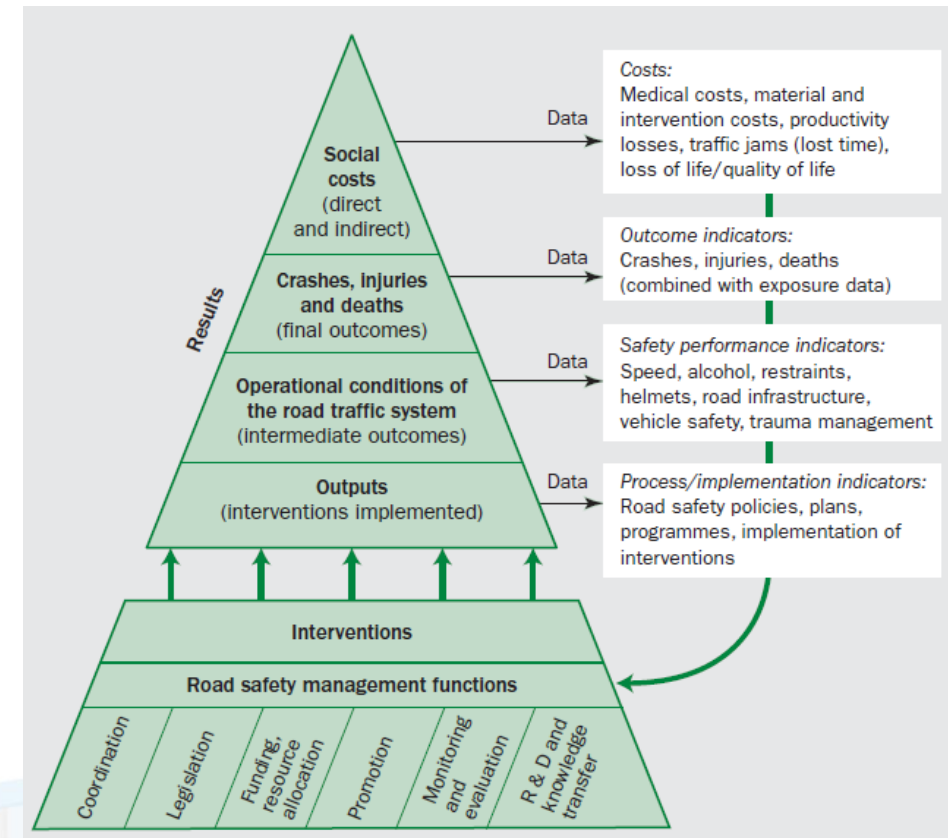 Social
costs
(direct
and indirect)
Data
Costs:
Medical costs, material and
intervention costs, productivity
losses, traffic jams (lost time),
loss of life/quality of life
Results
Crashes, injuries
and deaths
(final outcomes)
Data
Outcome indicators:
Crashes, injuries, deaths
(combined with exposure data)
Operational conditions of
the road traffic system
(intermediate outcomes)
Data
Safety performance indicators:
Speed, alcohol, restraints,
helmets, road infrastructure,
vehicle safety, trauma management
Outputs
(interventions implemented)
Data
Process/implementation indicators:
Road safety policies, plans,
programmes, implementation of
interventions
Interventions
Road safety management functions
Coordination
Legislation
Funding,
resource
allocation
Promotion
Monitoring
and
evaluation
R & D and
knowledge
transfer